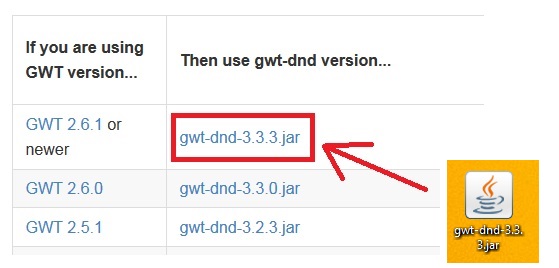 If you are using
GWT version...
Then use gwt-dnd version...
GWT 2.6.1 or
newer
gwt-dnd-3.3.3.jar
GWT 2.6.0
gwt-dnd-3.3.0.jar
GWT 2.5.1
gwt-dnd-3.2.3.jar
gwt-dnd-3.3.
3.jar